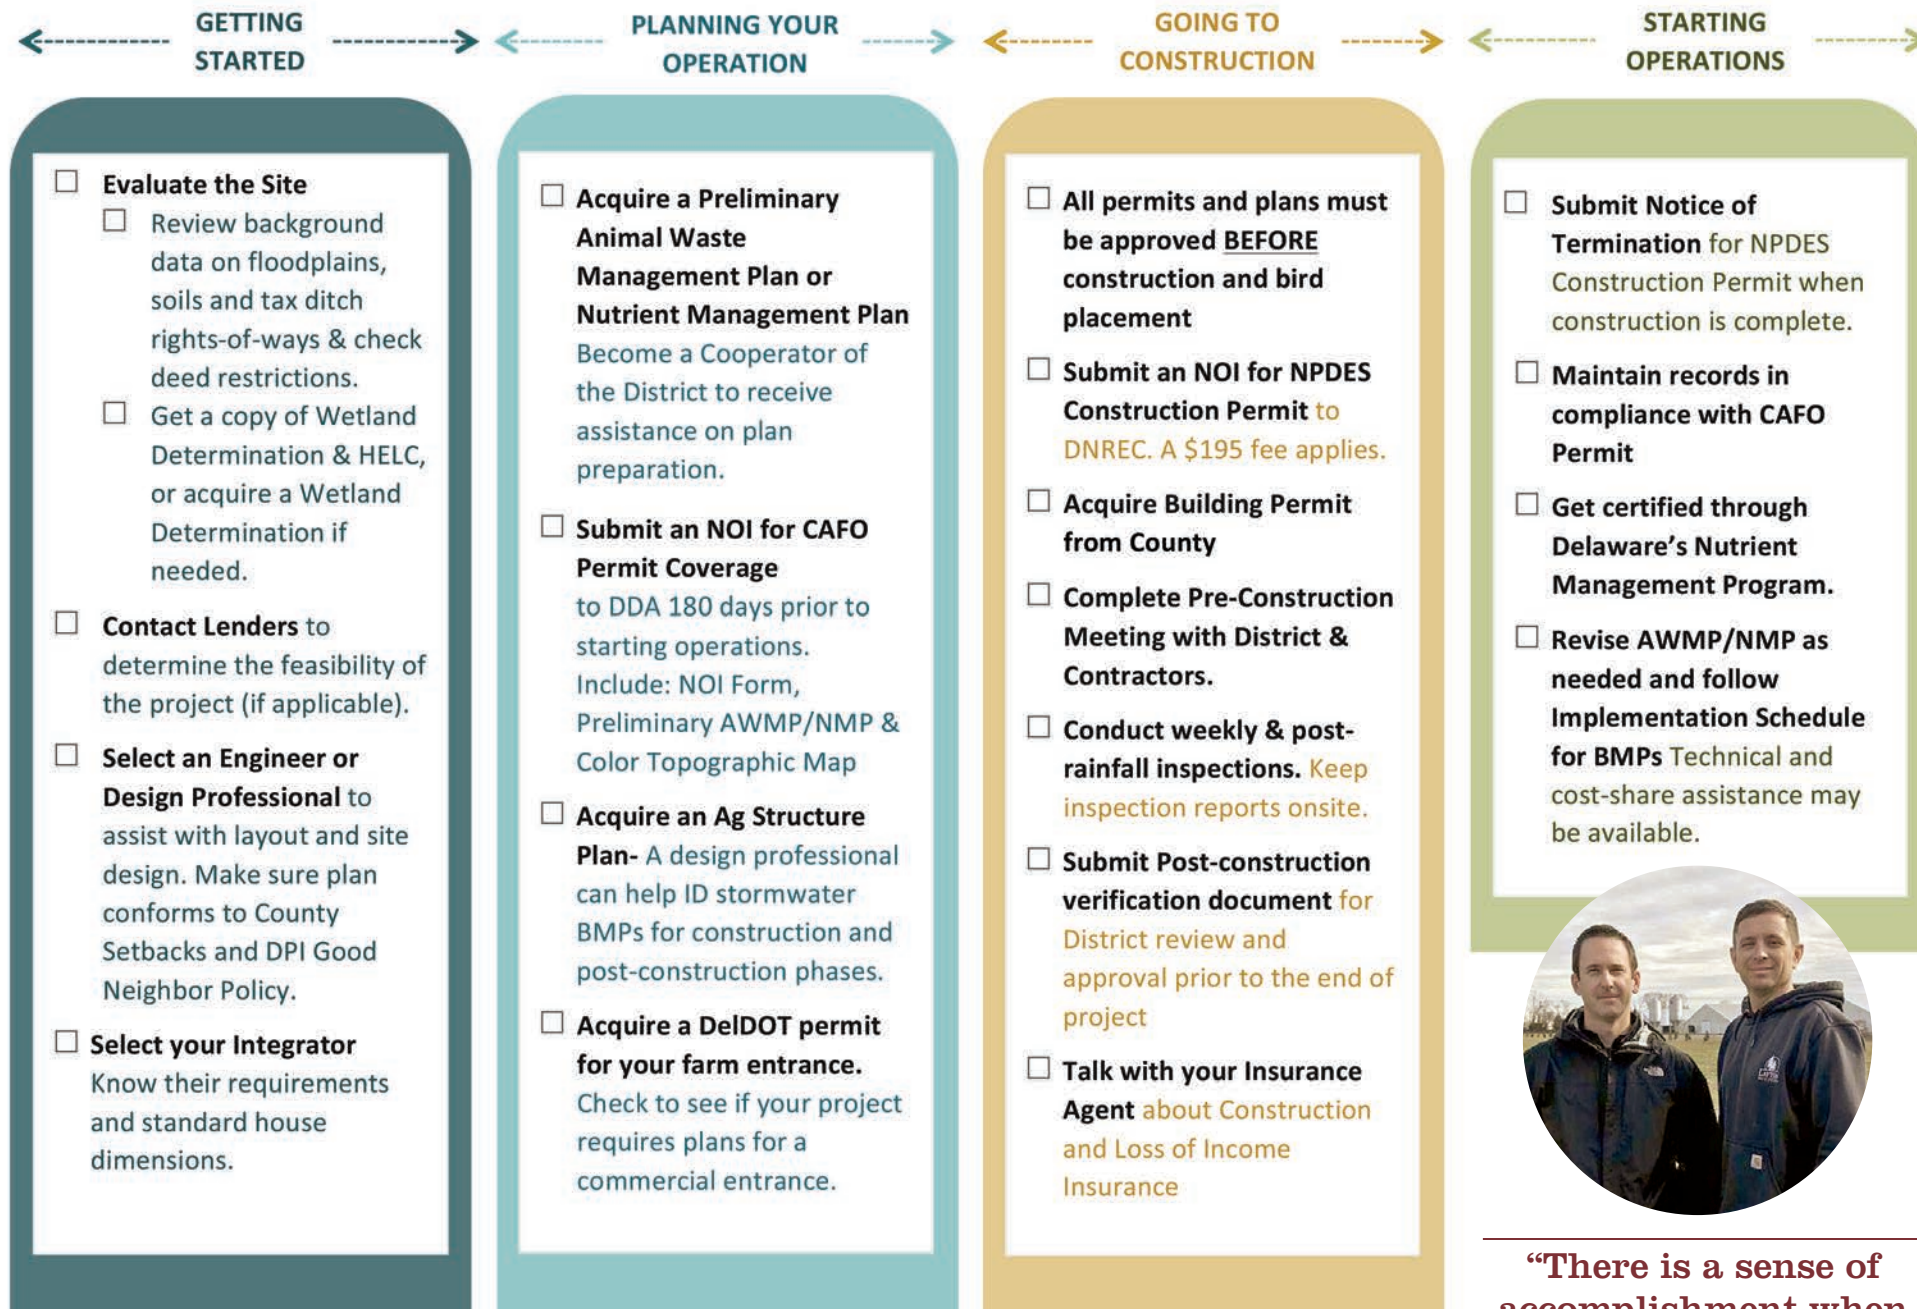 GETTING
STARTED
Evaluate the Site
Review background
data on floodplains,
soils and tax ditch
rights-of-ways & check
deed restrictions.
Get a copy of Wetland
Determination & HELC,
or acquire a Wetland
Determination if
needed.
Contact Lenders to
determine the feasibility of
the project (if applicable).
Select an Engineer or
Design Professional to
assist with layout and site
design. Make sure plan
conforms to County
Setbacks and DPI Good
Neighbor Policy.
Select your Integrator
Know their requirements
and standard house
dimensions.
PLANNING YOUR
OPERATION
Acquire a Preliminary
Animal Waste
Management Plan or
Nutrient Management Plan
Become a Cooperator of
the District to receive
assistance on plan
preparation.
Submit an NOI for CAFO
Permit Coverage
to DDA 180 days prior to
starting operations.
Include: NOI Form,
Preliminary AWMP/NMP &
Color Topographic Map
Acquire an Ag Structure
Plan- A design professional
can help ID stormwater
BMPs for construction and
post-construction phases.
Acquire a DelDOT permit
for your farm entrance.
Check to see if your project
requires plans for a
commercial entrance.
GOING TO
CONSTRUCTION
All permits and plans must
be approved BEFORE
construction and bird
placement
Submit an NOI for NPDES
Construction Permit to
DNREC. A $195 fee applies.
Acquire Building Permit
from County
Complete Pre-Construction
Meeting with District &
Contractors.
Conduct weekly & post-
rainfall inspections. Keep
inspection reports onsite.
Submit Post-construction
verification document for
District review and
approval prior to the end of
project
Talk with your Insurance
Agent about Construction
and Loss of Income
Insurance
STARTING
OPERATIONS
Submit Notice of
Termination for NPDES
Construction Permit when
construction is complete.
Maintain records in
compliance with CAFO
Permit
Get certified through
Delaware's Nutrient
Management Program.
Revise AWMP/NMP as
needed and follow
Implementation Schedule
for BMPs Technical and
cost-share assistance may
be available.
“There is a sense of
accomplishment when